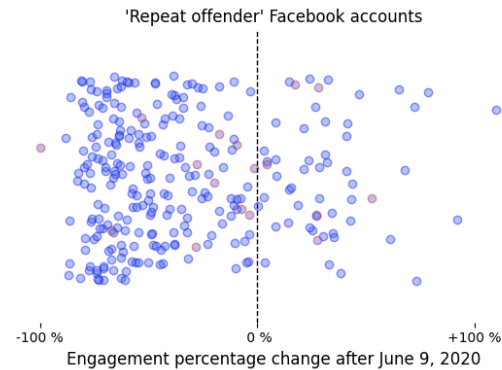 'Repeat offender' Facebook accounts
-100 % 0 % +100 %
Engagement percentage change after June 9, 2020